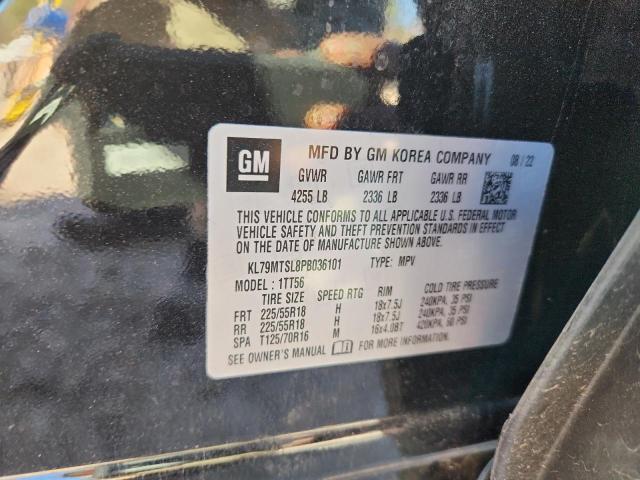 GM MFD BY GM KOREA COMPANY 08 / 22
GVWR GAWR FRT GAWR RR
4255 LB 2336 LB 2336 LB
THIS VEHICLE CONFORMS TO ALL APPLICABLE U.S. FEDERAL MOTOR
VEHICLE SAFETY AND THEFT PREVENTION STANDARDS IN EFFECT ON
THE DATE OF MANUFACTURE SHOWN ABOVE.
KL79MTSL8PB036101 TYPE: MPV
MODEL : 1TT56
TIRE SIZE SPEED RTG RIM COLD TIRE PRESSURE
FRT 225/55R18 H 18x7.5J 240KPA, 35 PSI
RR 225/55R18 H 18x7.5J 240KPA, 35 PSI
SPA T125/70R16 M 16x4.0BT 420KPA, 60 PSI
SEE OWNER'S MANUAL FOR MORE INFORMATION.